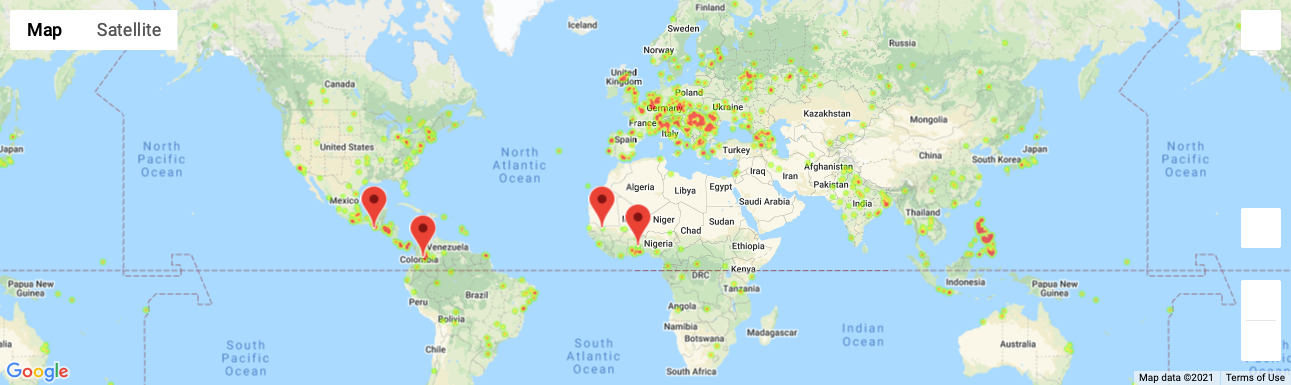 Map
Satellite
Iceland
Finland
Sweden
Norway
Russia
Canada
United
Kingdom
Poland
Germany
Ukraine
France
Kazakhstan
Mongolia
Italy
Spain
Turkey
North
Pacific
Ocean
United States
North
Atlantic
Ocean
Japan
South Korea
China
Afghanistan
Iraq
Iran
Pakistan
North
Pacific
Ocean
Japan
Algeria
Libya
Egypt
Saudi Arabia
India
Mexico
Niger
Sudan
Chad
Thailand
Nigeria
Ethiopia
Venezuela
Colombia
Kenya
DRC
Tanzania
Indonesia
Papua New
Guinea
Papua New
Guinea
Peru
Brazil
Bolivia
Angola
Namibia
Botswana
Madagascar
Indian
Ocean
South
Pacific
Ocean
South
Atlantic
Ocean
Chile
South Africa
Australia
Google
Map data ©2021
Terms of Use